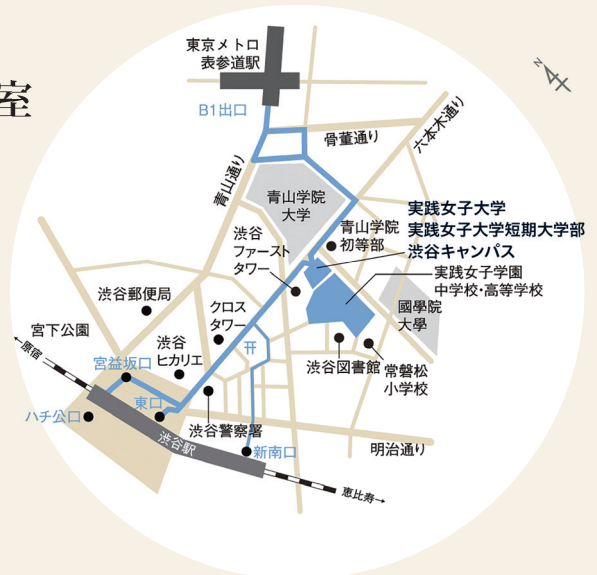 東京メトロ
表参道駅
N
室
B1出口
骨董通り
六本木通り
青山通り
青山学院
大学
実践女子大学
実践女子大学短期大学部
渋谷キャンパス
青山学院
初等部
渋谷
ファースト
タワー
実践女子学園
中学校・高等学校
國學院
大學
渋谷郵便局
クロス
タワー
宮下公園
渋谷
ヒカリエ
←原宿
宮益坂口
渋谷図書館
常磐松
小学校
ハチ公口
東口
渋谷警察署
渋谷駅
新南口
明治通り
恵比寿→